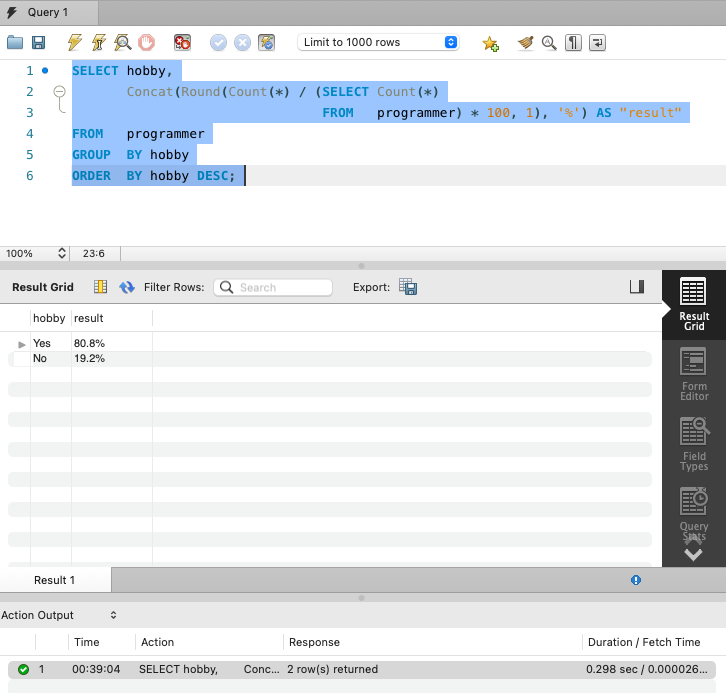 Query 1
Limit to 1000 rows
1 SELECT hobby,
2 Concat(Round(Count(*) / (SELECT Count(*)
3 FROM programmer) * 100, 1), '%') AS "result"
4 FROM programmer
5 GROUP BY hobby
6 ORDER BY hobby DESC;
100% 23:6
Result Grid Filter Rows: Search Export:
hobby result
Yes 80.8%
No 19.2%
Result
Grid
Form
Editor
Field
Types
Query
Stats
Result 1
Action Output
Time Action Response Duration / Fetch Time
1 00:39:04 SELECT hobby, Conc... 2 row(s) returned 0.298 sec / 0.000026...